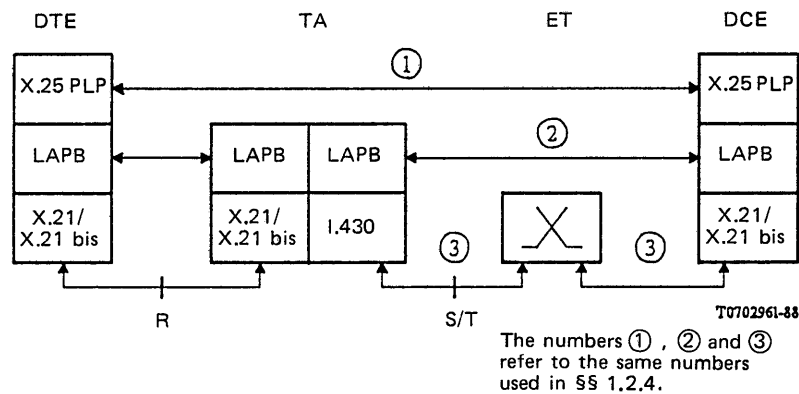 DTE TA ET DCE
①
X.25 PLP X.25 PLP
②
LAPB LAPB LAPB LAPB
X.21/ X.21 bis X.21/ X.21 bis I.430 X.21/ X.21 bis
③ ③
R S/T
T0702961-88
The numbers ① , ② and ③
refer to the same numbers
used in §§ 1.2.4.